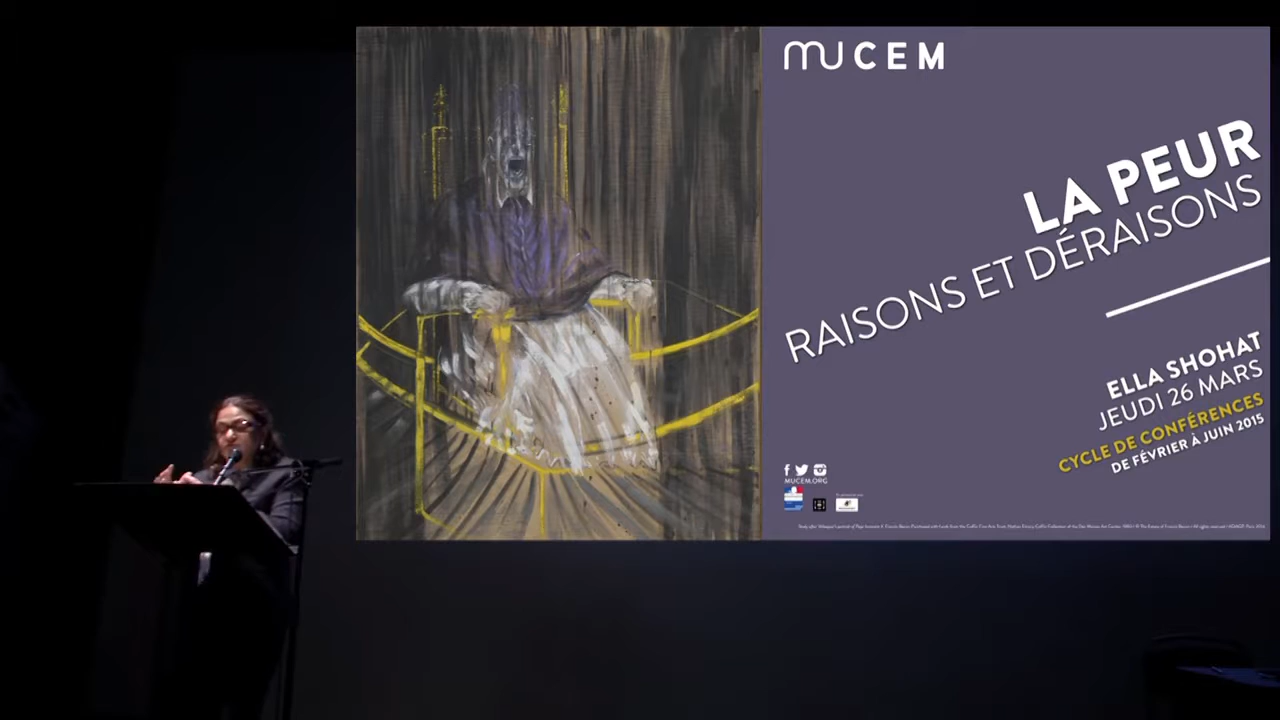 MUCEM
LA PEUR
RAISONS ET DÉRAISONS
ELLA SHOHAT
JEUDI 26 MARS
CYCLE DE CONFÉRENCES
DE FÉVRIER À JUIN 2015
MUCEM.ORG